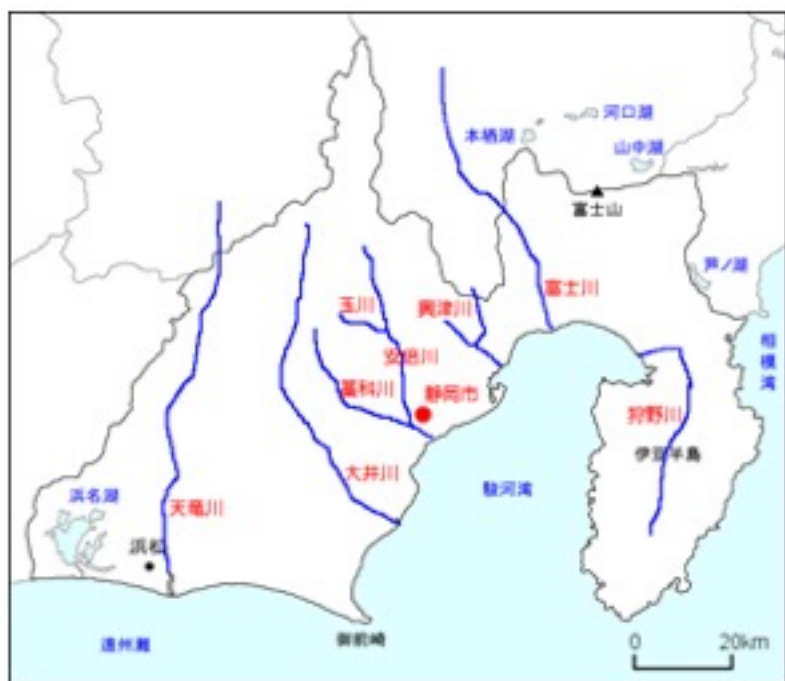 河口湖
本栖湖
山中湖
富士山
芦ノ湖
富士川
玉川
興津川
安倍川
藁科川
静岡市
相模湾
狩野川
伊豆半島
大井川
駿河湾
浜名湖
天竜川
浜松
遠州灘
御前崎
0 20km